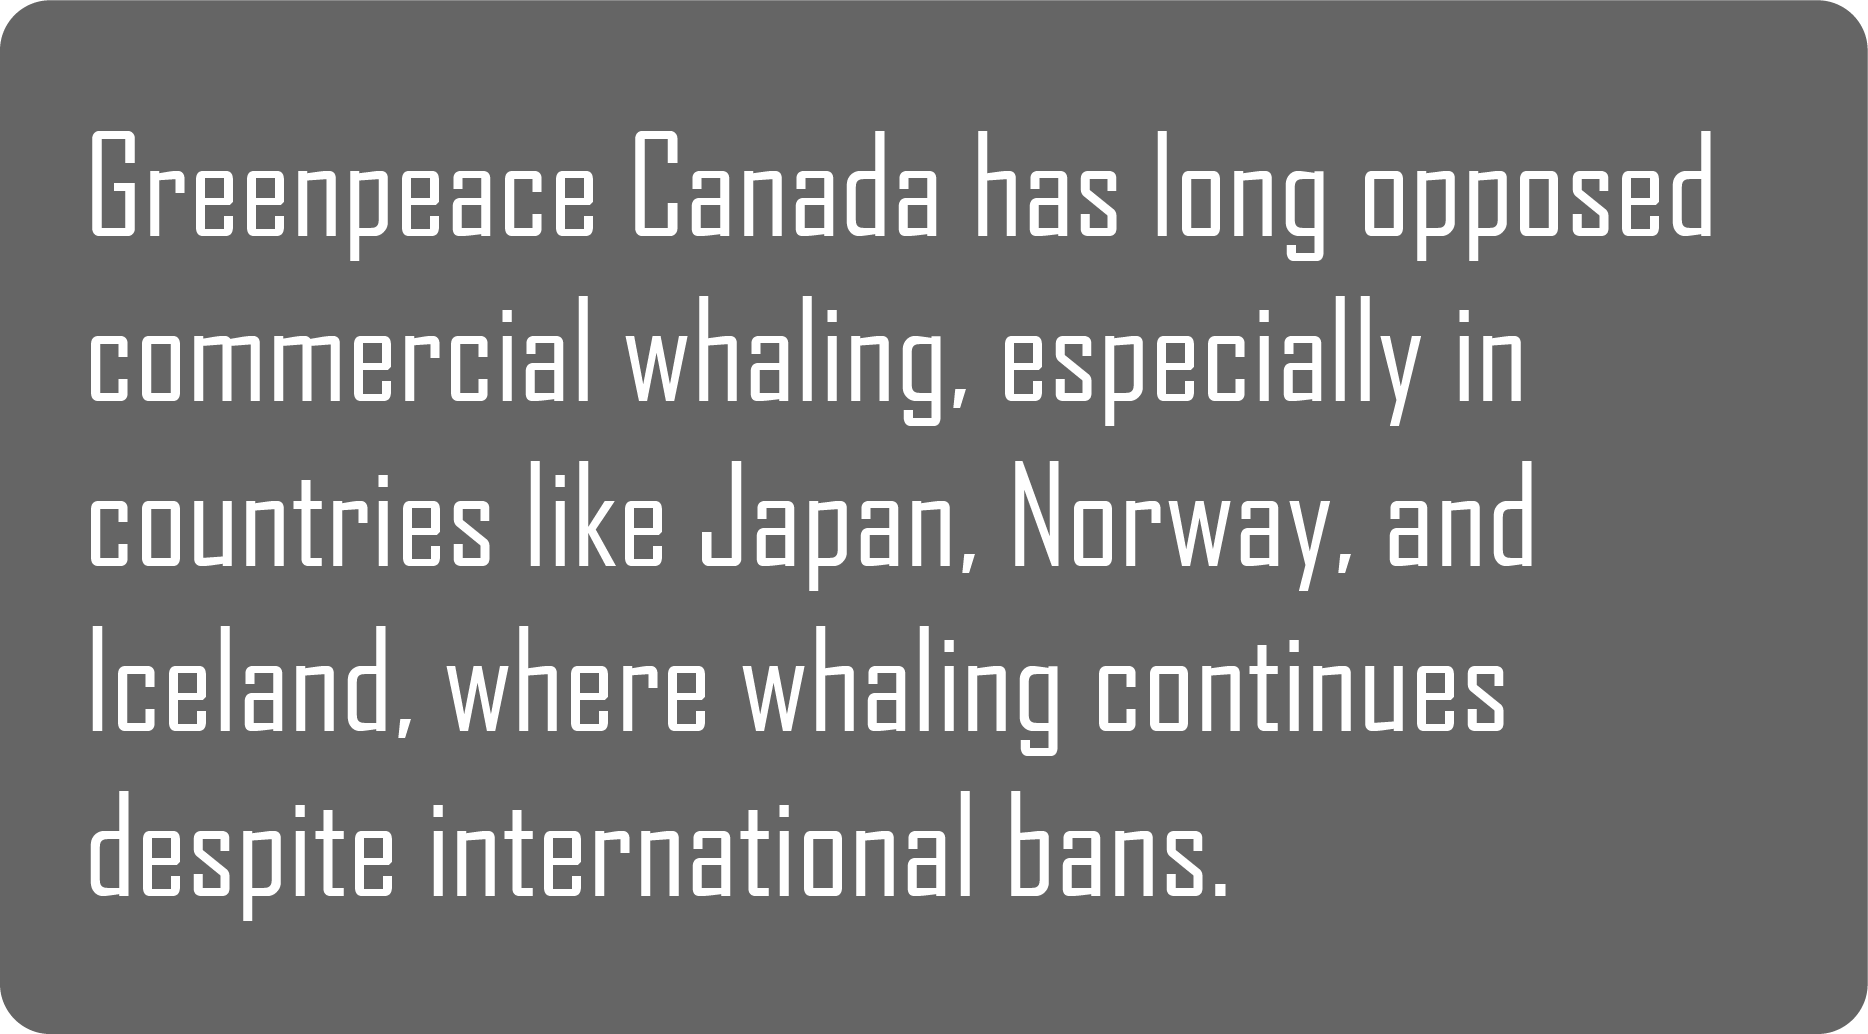 Greenpeace Canada has long opposed
commercial whaling, especially in
countries like Japan, Norway, and
Iceland, where whaling continues
despite international bans.